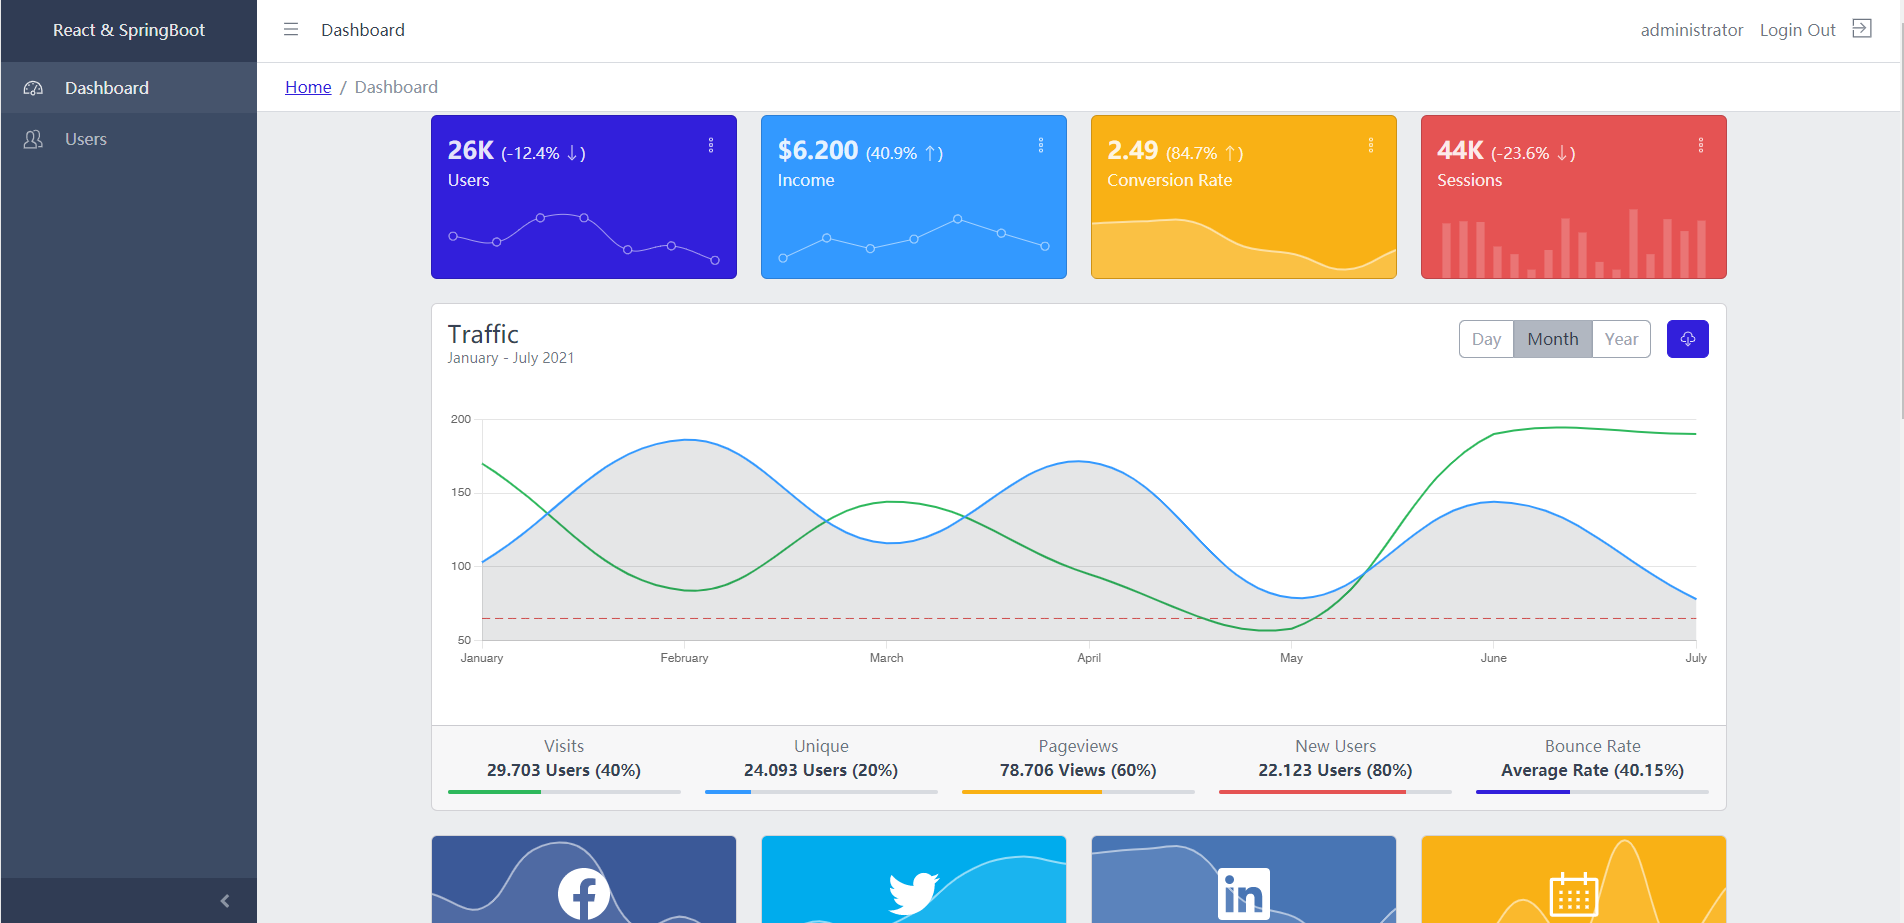 React & SpringBoot
Dashboard
administrator Login Out
Dashboard
Users
Home / Dashboard
26K (-12.4% ↓)
Users
$6.200 (40.9% ↑)
Income
2.49 (84.7% ↑)
Conversion Rate
44K (-23.6% ↓)
Sessions
Traffic
January - July 2021
Day Month Year
200
150
100
50
January February March April May June July
Visits
29.703 Users (40%)
Unique
24.093 Users (20%)
Pageviews
78.706 Views (60%)
New Users
22.123 Users (80%)
Bounce Rate
Average Rate (40.15%)
in